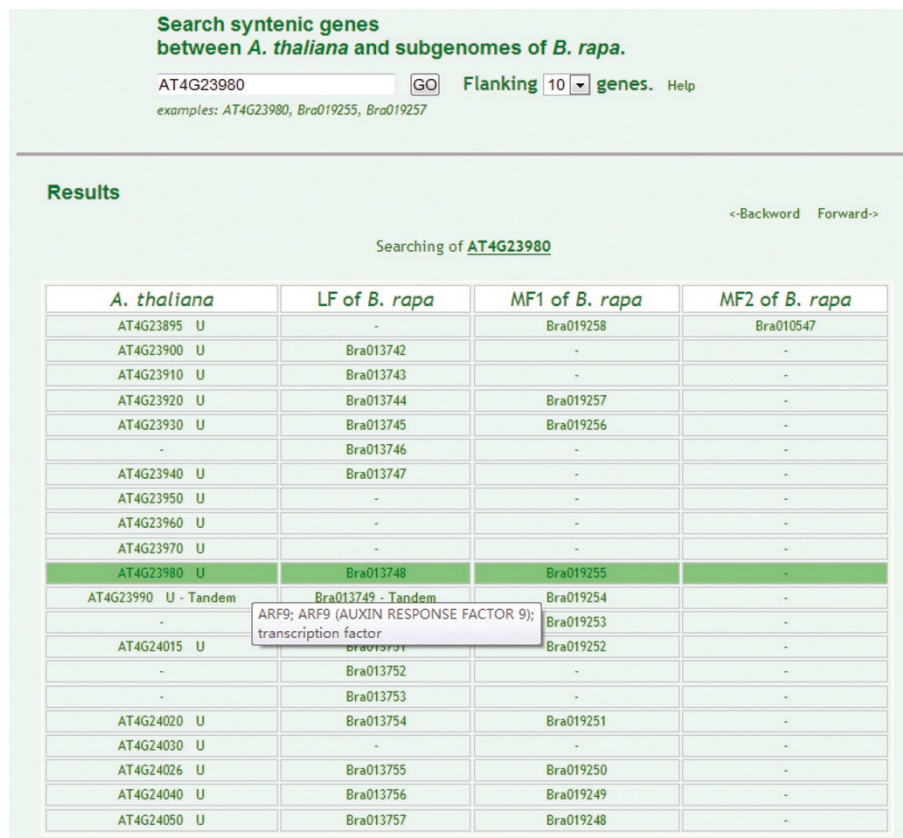 Search syntenic genes
between A. thaliana and subgenomes of B. rapa.
AT4G23980 GO Flanking 10 genes. Help
examples: AT4G23980, Bra019255, Bra019257
Results
<-Backword Forward->
Searching of AT4G23980
A. thaliana LF of B. rapa MF1 of B. rapa MF2 of B. rapa
AT4G23895 U - Bra019258 Bra010547
AT4G23900 U Bra013742 - -
AT4G23910 U Bra013743 - -
AT4G23920 U Bra013744 Bra019257 -
AT4G23930 U Bra013745 Bra019256 -
- Bra013746 - -
AT4G23940 U Bra013747 - -
AT4G23950 U - - -
AT4G23960 U - - -
AT4G23970 U - - -
AT4G23980 U Bra013748 Bra019255 -
AT4G23990 U - Tandem Bra013749 - Tandem Bra019254 -
ARF9; ARF9 (AUXIN RESPONSE FACTOR 9);
transcription factor
- Bra019253 -
AT4G24015 U Bra013751 Bra019252 -
- Bra013752 - -
- Bra013753 - -
AT4G24020 U Bra013754 Bra019251 -
AT4G24030 U - - -
AT4G24026 U Bra013755 Bra019250 -
AT4G24040 U Bra013756 Bra019249 -
AT4G24050 U Bra013757 Bra019248 -